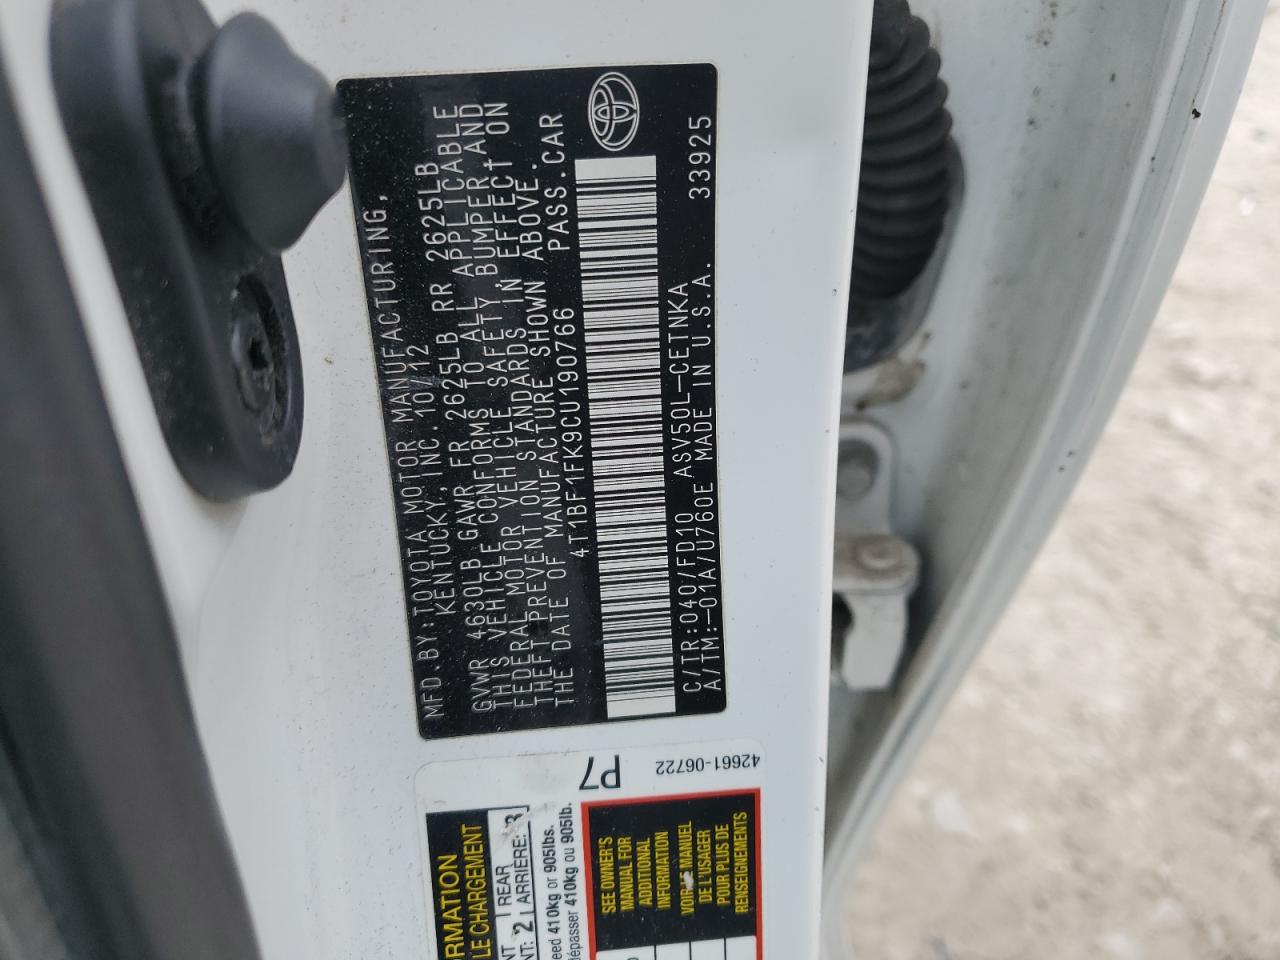 MFD.BY:TOYOTA MOTOR MANUFACTURING,
KENTUCKY,INC.10/12
GVWR 4630LB GAWR FR 2625LB RR 2625LB
THIS VEHICLE CONFORMS TO ALL APPLICABLE
FEDERAL MOTOR VEHICLE SAFETY,BUMPER,AND
THEFT PREVENTION STANDARDS IN EFFECT ON
THE DATE OF MANUFACTURE SHOWN ABOVE.
4T1BF1FK9CU190766 PASS.CAR
C/TR:040/FD10 ASV50L-CETNKA 33925
A/TM:-01A/U760E MADE IN U.S.A.
P7
42661-06722
RMATION
LE CHARGEMENT
NT 2 REAR
NT: 2 ARRIÈRE: 3
eed 410kg or 905lbs.
dépasser 410kg ou 905lb.
SEE OWNER'S
MANUAL FOR
ADDITIONAL
INFORMATION
VOIR MANUEL
DE L'USAGER
POUR PLUS DE
RENSEIGNEMENTS